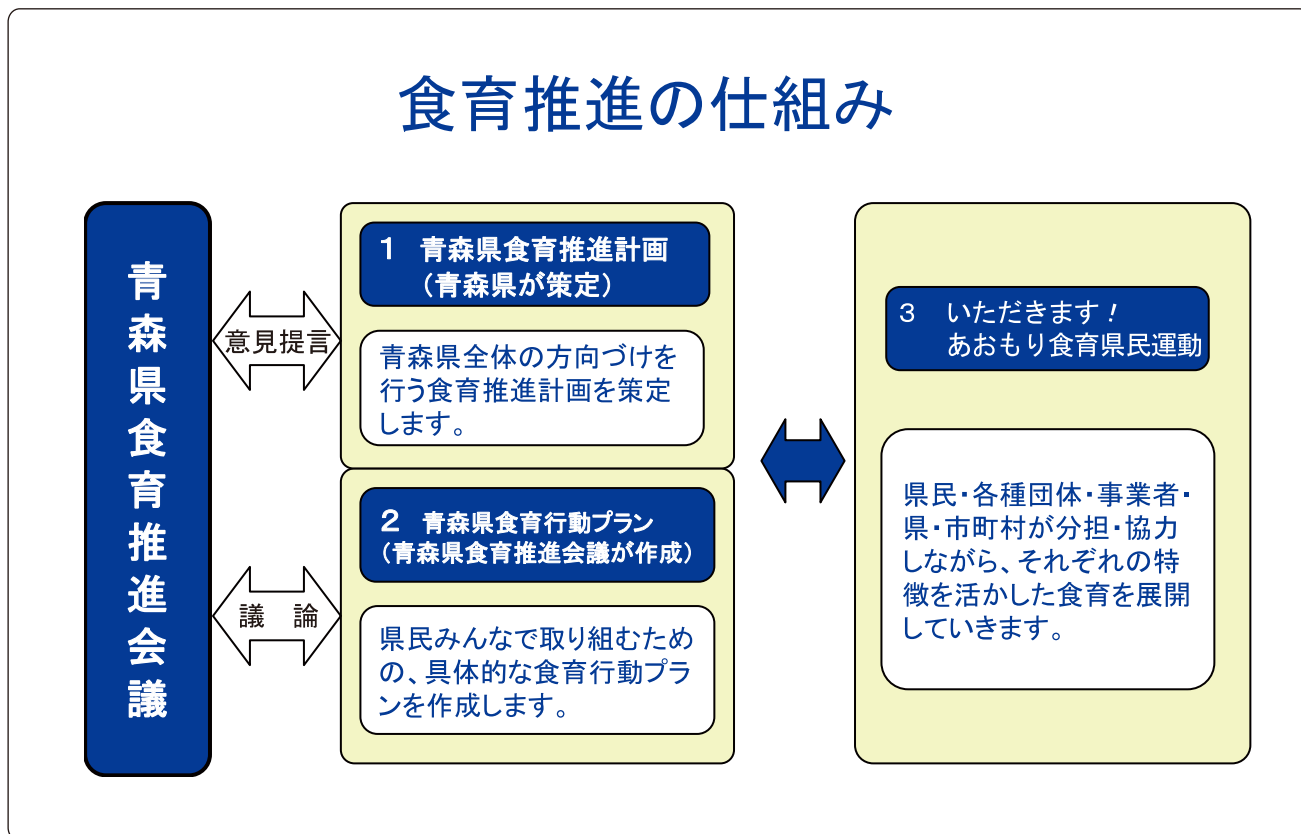 食育推進の仕組み
青森県食育推進会議
意見提言
1 青森県食育推進計画
（青森県が策定）
青森県全体の方向づけを
行う食育推進計画を策定
します。
議 論
2 青森県食育行動プラン
（青森県食育推進会議が作成）
県民みんなで取り組むため
の、具体的な食育行動プラ
ンを作成します。
3 いただきます！
あおもり食育県民運動
県民・各種団体・事業者・
県・市町村が分担・協力
しながら、それぞれの特
徴を活かした食育を展開
していきます。